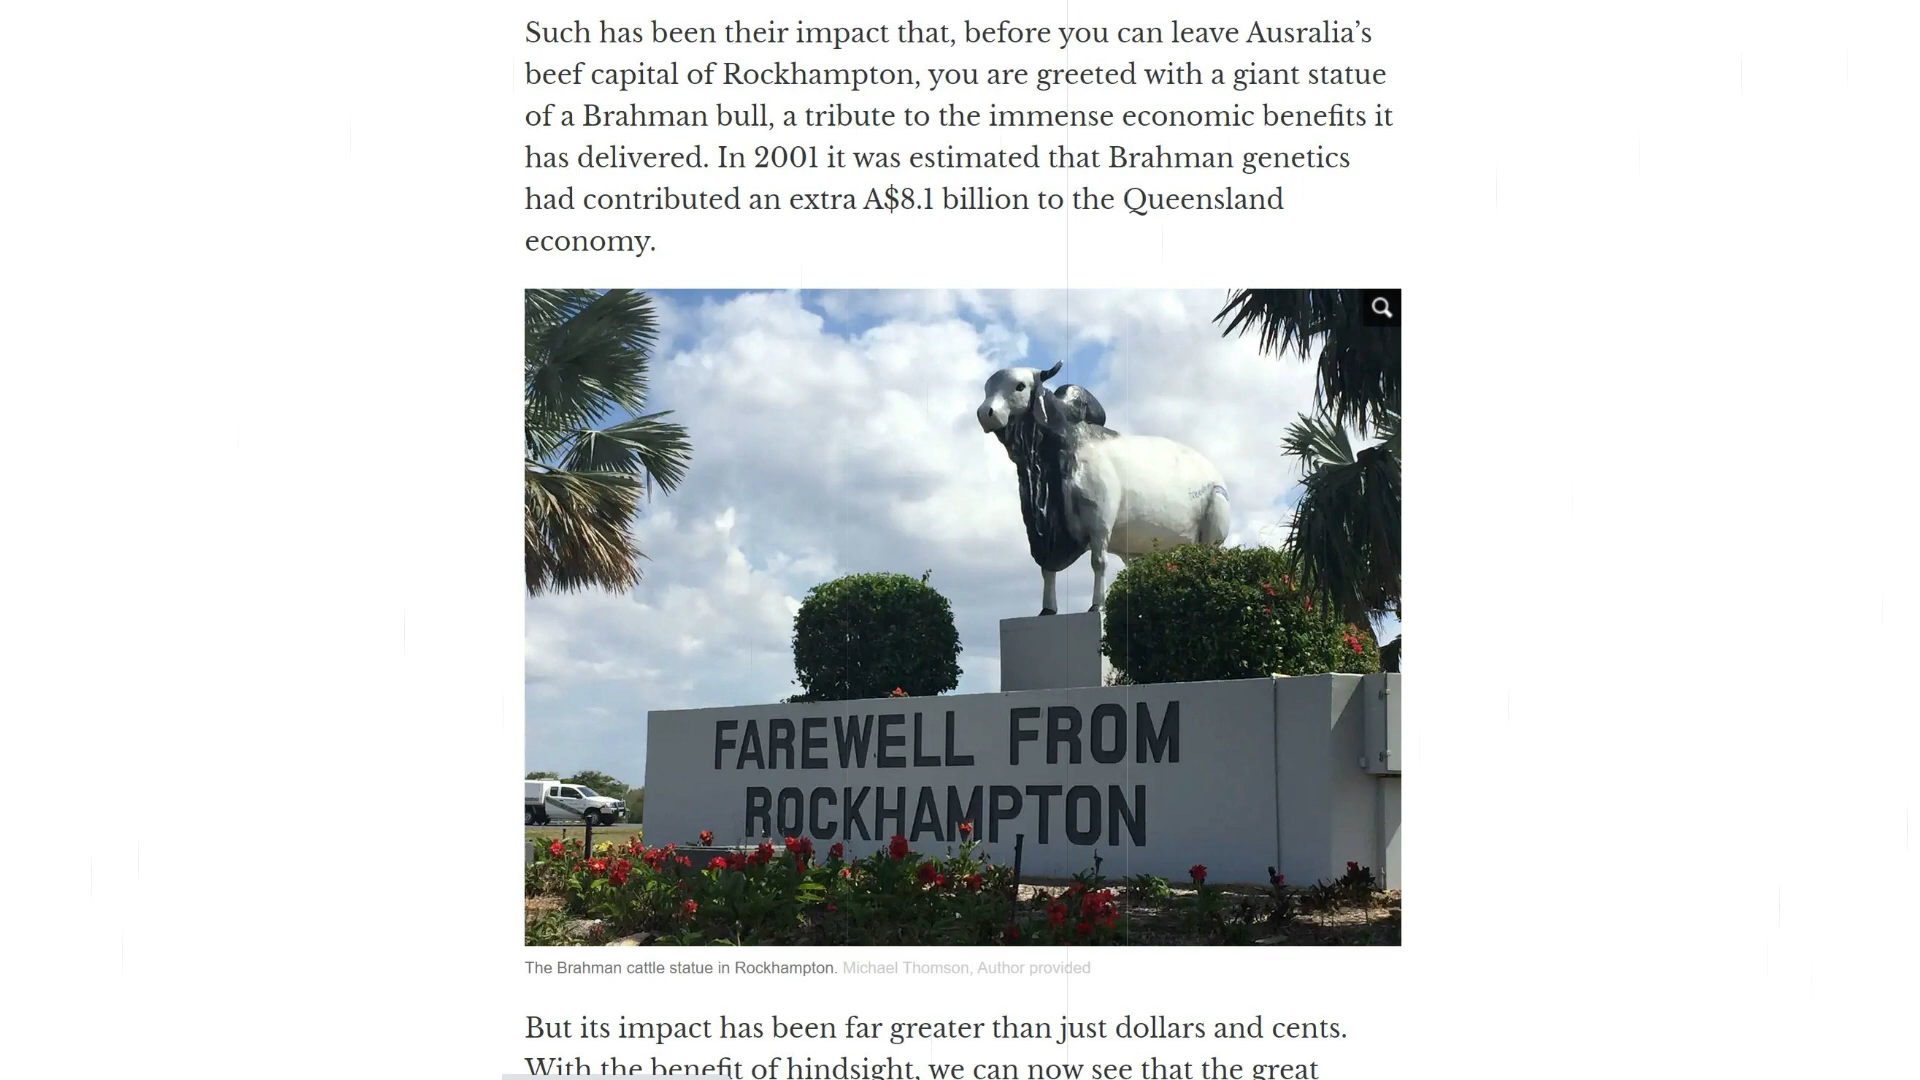 Such has been their impact that, before you can leave Ausralia’s
beef capital of Rockhampton, you are greeted with a giant statue
of a Brahman bull, a tribute to the immense economic benefits it
has delivered. In 2001 it was estimated that Brahman genetics
had contributed an extra A$8.1 billion to the Queensland
economy.
FAREWELL FROM
ROCKHAMPTON
The Brahman cattle statue in Rockhampton. Michael Thomson, Author provided
But its impact has been far greater than just dollars and cents.
With the benefit of hindsight, we can now see that the great